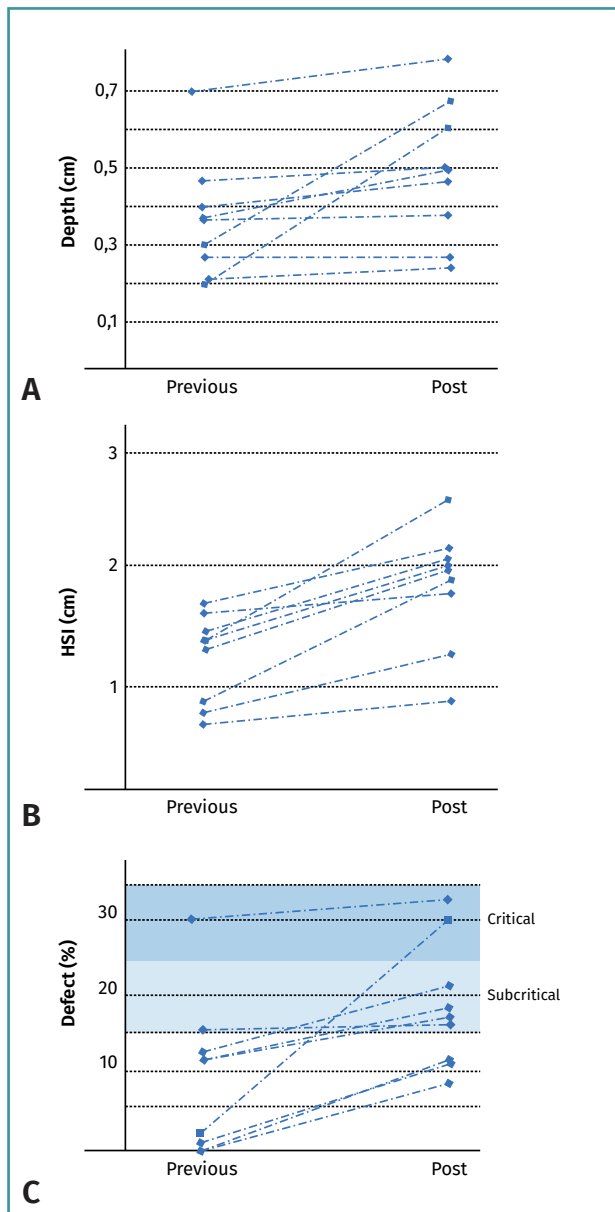 0,7
0,5
0,3
0,1
Depth (cm)
Previous Post
A
3
2
1
HSI (cm)
Previous Post
B
30
20
10
Defect (%)
Critical
Subcritical
Previous Post
C